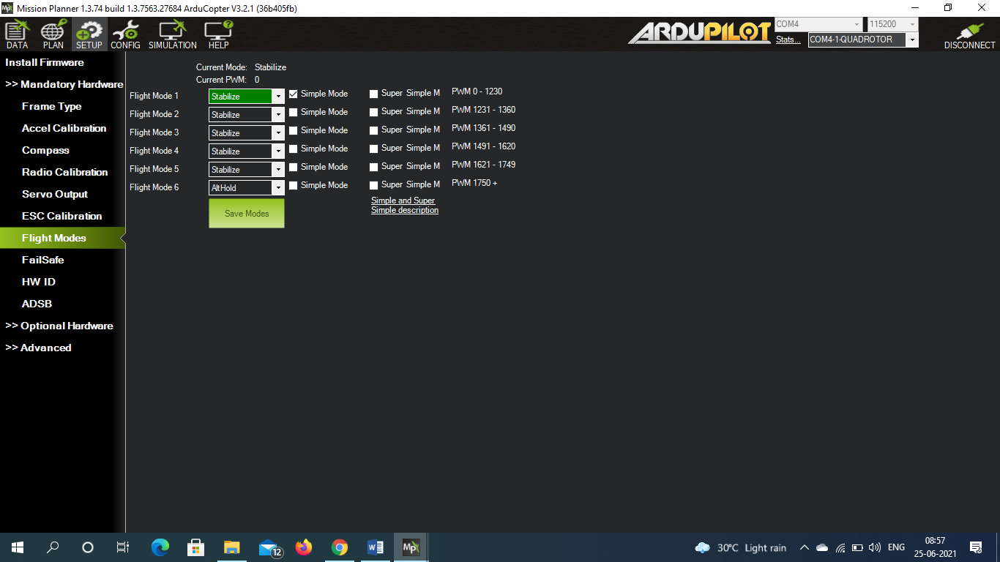 Mission Planner 1.3.74 build 1.3.7563.27684 ArduCopter V3.2.1 (36b405fb)
DATA PLAN SETUP CONFIG SIMULATION HELP
ARDUPILOT
COM4 115200
Stats... COM4-1-QUADROTOR
DISCONNECT
Install Firmware
>> Mandatory Hardware
Frame Type
Accel Calibration
Compass
Radio Calibration
Servo Output
ESC Calibration
Flight Modes
FailSafe
HW ID
ADSB
>> Optional Hardware
>> Advanced
Current Mode: Stabilize
Current PWM: 0
Flight Mode 1 Stabilize Simple Mode Super Simple M PWM 0 - 1230
Flight Mode 2 Stabilize Simple Mode Super Simple M PWM 1231 - 1360
Flight Mode 3 Stabilize Simple Mode Super Simple M PWM 1361 - 1490
Flight Mode 4 Stabilize Simple Mode Super Simple M PWM 1491 - 1620
Flight Mode 5 Stabilize Simple Mode Super Simple M PWM 1621 - 1749
Flight Mode 6 AltHold Simple Mode Super Simple M PWM 1750 +
Save Modes
Simple and Super
Simple description
12
30°C Light rain
ENG
08:57
25-06-2021